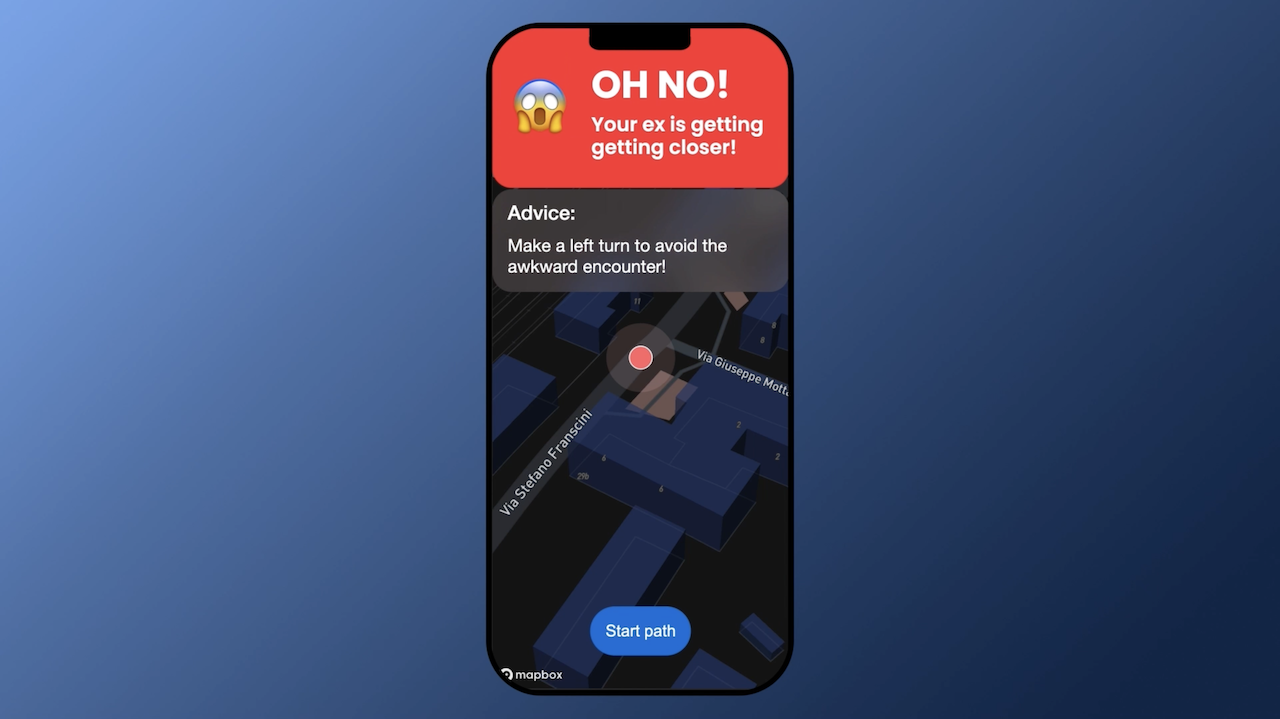 OH NO!
Your ex is getting
getting closer!
Advice:
Make a left turn to avoid the
awkward encounter!
11
8
8
Via Giuseppe Motta
2
Via Stefano Franscini
6
2
29b
6
Start path
mapbox